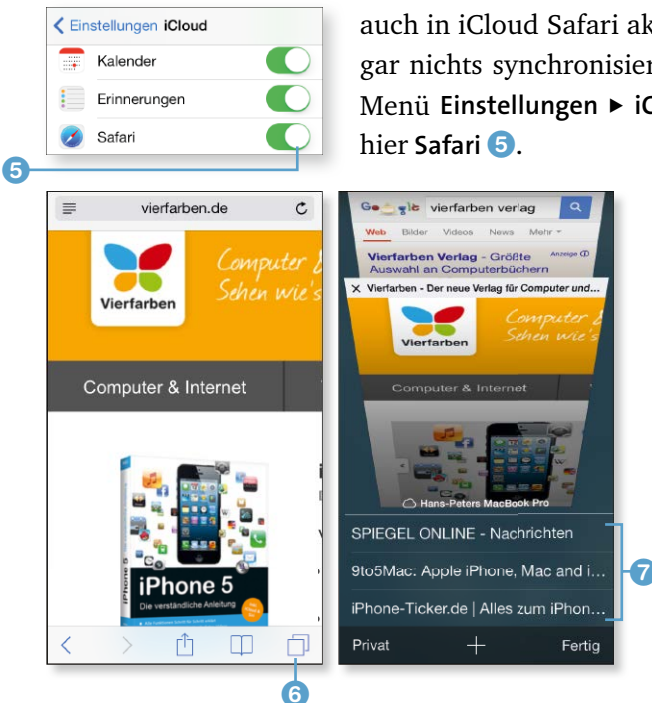 Einstellungen iCloud
Kalender
Erinnerungen
Safari
5
auch in iCloud Safari ak
gar nichts synchronisier
Menü Einstellungen ▸ iC
hier Safari 5.
vierfarben.de
Vierfarben
Computer &
Sehen wie's
Computer & Internet
iPhone 5
iPhone 5
Die verständliche Anleitung
6
Google vierfarben verlag
Web Bilder Videos News Mehr
Vierfarben Verlag - Größte Anzeige
Auswahl an Computerbüchern
× Vierfarben - Der neue Verlag für Computer und...
Vierfarben
Computer &
Sehen wie's
Computer & Internet
Hans-Peters MacBook Pro
SPIEGEL ONLINE - Nachrichten
9to5Mac: Apple iPhone, Mac and i...
iPhone-Ticker.de | Alles zum iPhon...
7
Privat + Fertig